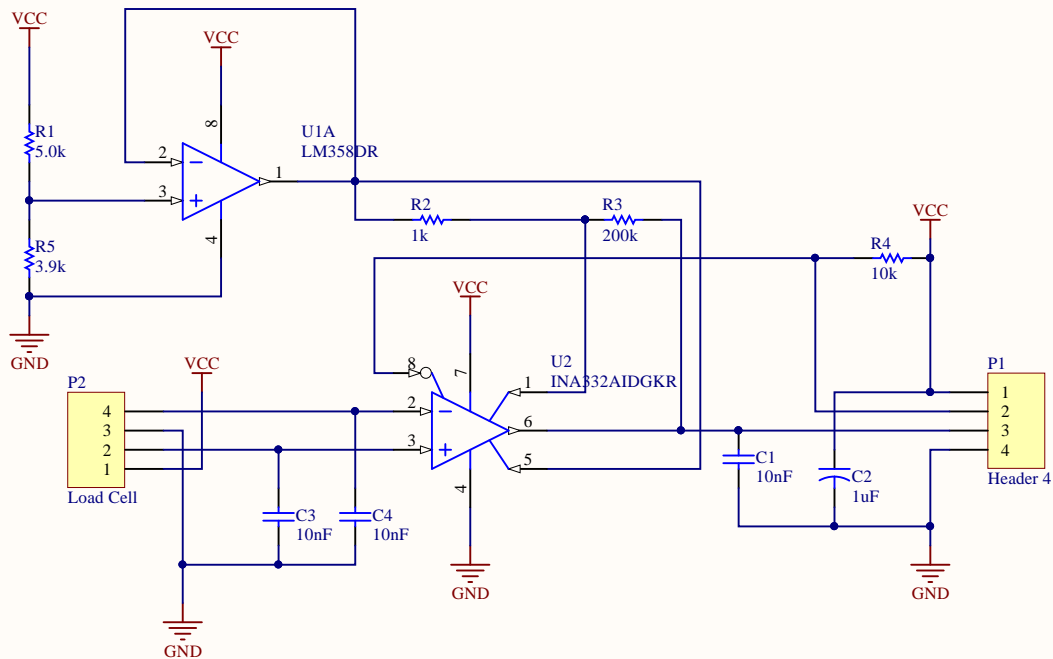 VCC
VCC
R1
5.0k
8
2
3
1
4
U1A
LM358DR
R5
3.9k
GND
R2
1k
R3
200k
VCC
R4
10k
VCC
P2
4
3
2
1
Load Cell
VCC
8
7
2
3
4
1
6
5
U2
INA332AIDGKR
P1
1
2
3
4
Header 4
C1
10nF
C2
1uF
C3
10nF
C4
10nF
GND
GND
GND